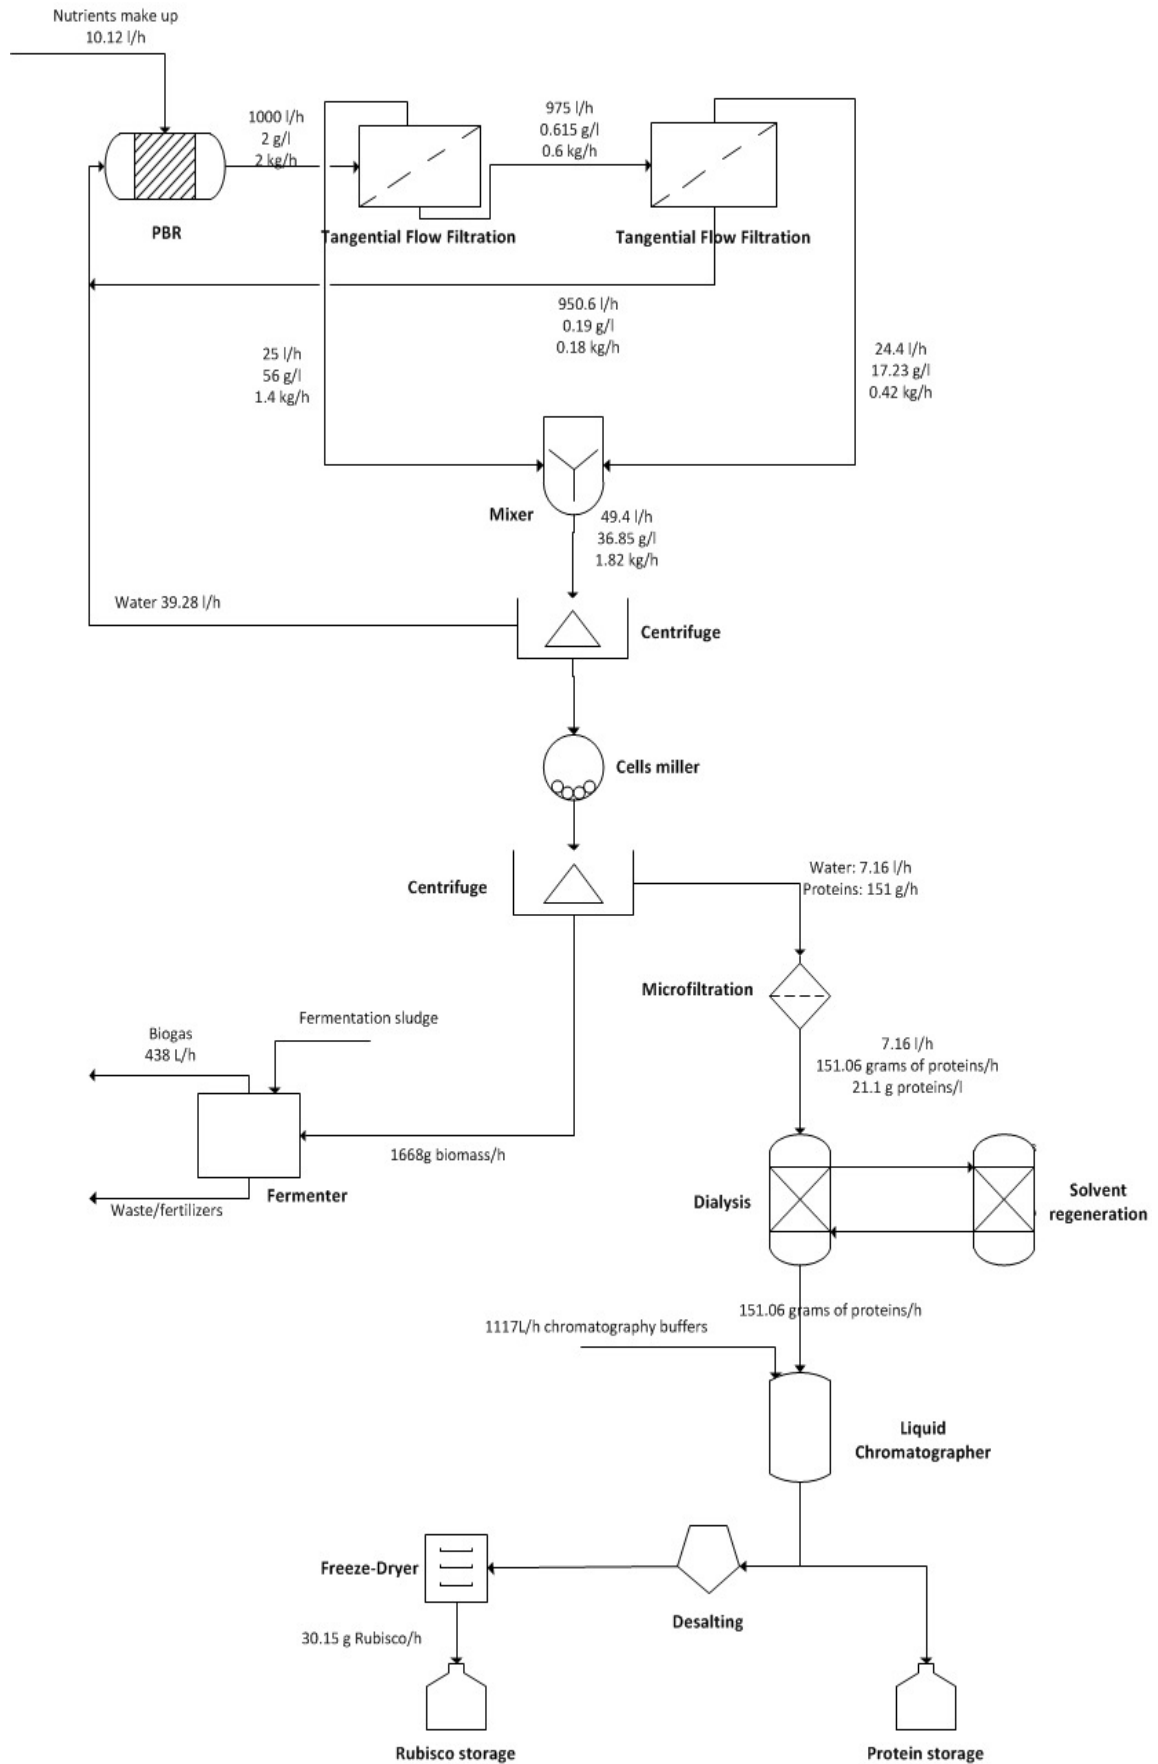 Nutrients make up
10.12 l/h
1000 l/h
2 g/l
2 kg/h
975 l/h
0.615 g/l
0.6 kg/h
PBR
Tangential Flow Filtration
Tangential Flow Filtration
950.6 l/h
0.19 g/l
0.18 kg/h
25 l/h
56 g/l
1.4 kg/h
24.4 l/h
17.23 g/l
0.42 kg/h
Mixer
49.4 l/h
36.85 g/l
1.82 kg/h
Water 39.28 l/h
Centrifuge
Cells miller
Centrifuge
Water: 7.16 l/h
Proteins: 151 g/h
Microfiltration
Fermentation sludge
Biogas
438 L/h
7.16 l/h
151.06 grams of proteins/h
21.1 g proteins/l
1668g biomass/h
Fermenter
Waste/fertilizers
Dialysis
Solvent
regeneration
151.06 grams of proteins/h
1117L/h chromatography buffers
Liquid
Chromatographer
Freeze-Dryer
Desalting
30.15 g Rubisco/h
Rubisco storage
Protein storage